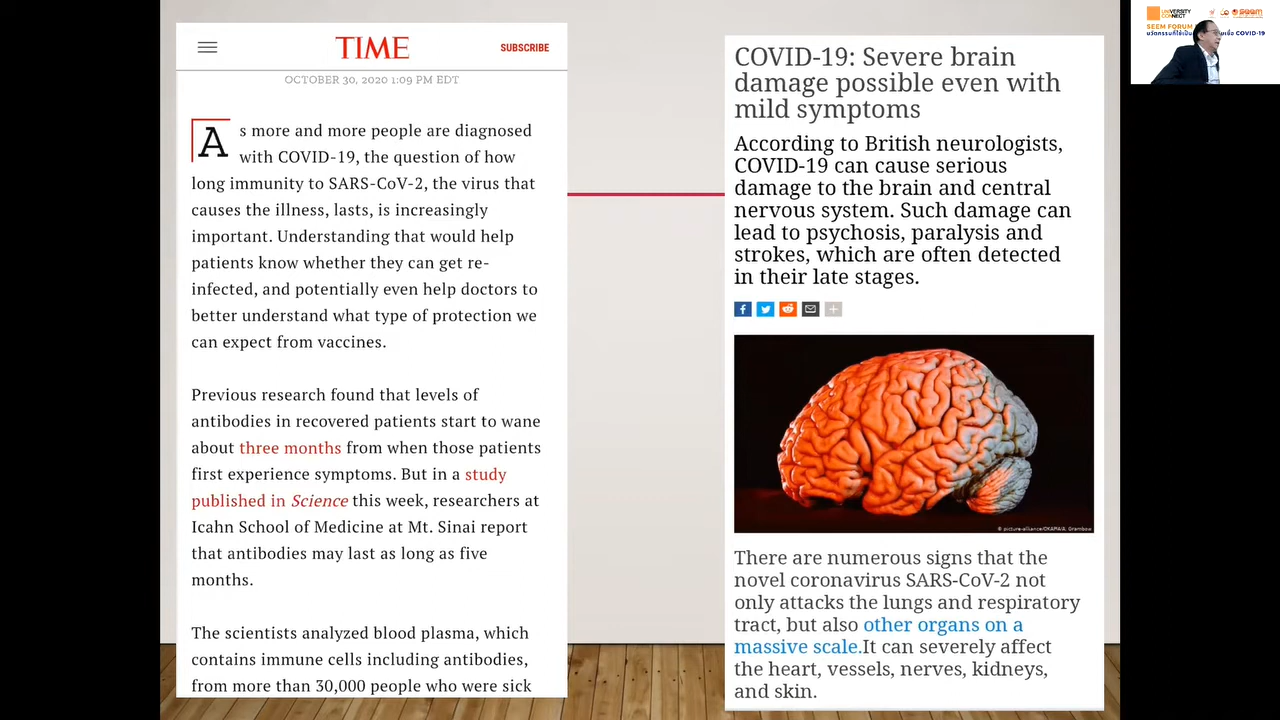 TIME
SUBSCRIBE
OCTOBER 30, 2020 1:09 PM EDT
As more and more people are diagnosed
with COVID-19, the question of how
long immunity to SARS-CoV-2, the virus that
causes the illness, lasts, is increasingly
important. Understanding that would help
patients know whether they can get re-
infected, and potentially even help doctors to
better understand what type of protection we
can expect from vaccines.
Previous research found that levels of
antibodies in recovered patients start to wane
about three months from when those patients
first experience symptoms. But in a study
published in Science this week, researchers at
Icahn School of Medicine at Mt. Sinai report
that antibodies may last as long as five
months.
The scientists analyzed blood plasma, which
contains immune cells including antibodies,
from more than 30,000 people who were sick
COVID-19: Severe brain
damage possible even with
mild symptoms
According to British neurologists,
COVID-19 can cause serious
damage to the brain and central
nervous system. Such damage can
lead to psychosis, paralysis and
strokes, which are often detected
in their late stages.
© picture-alliance/OKAPIA/A. Grambow
There are numerous signs that the
novel coronavirus SARS-CoV-2 not
only attacks the lungs and respiratory
tract, but also other organs on a
massive scale.It can severely affect
the heart, vessels, nerves, kidneys,
and skin.
UNIVERSITY
CONNECT
SEEM FORUM
COVID-19